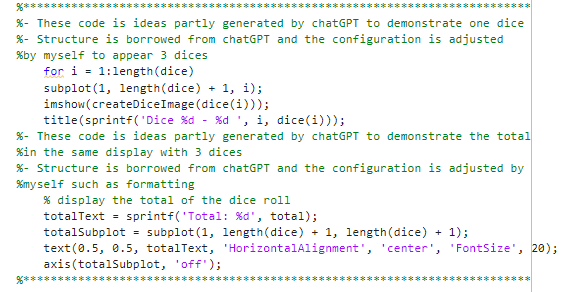 %******************************************************************************
%- These code is ideas partly generated by chatGPT to demonstrate one dice
%- Structure is borrowed from chatGPT and the configuration is adjusted
%by myself to appear 3 dices
for i = 1:length(dice)
subplot(1, length(dice) + 1, i);
imshow(createDiceImage(dice(i)));
title(sprintf('Dice %d - %d ', i, dice(i)));
%- These code is ideas partly generated by chatGPT to demonstrate the total
%in the same display with 3 dices
%- Structure is borrowed from chatGPT and the configuration is adjusted by
%myself such as formatting
% display the total of the dice roll
totalText = sprintf('Total: %d', total);
totalSubplot = subplot(1, length(dice) + 1, length(dice) + 1);
text(0.5, 0.5, totalText, 'HorizontalAlignment', 'center', 'FontSize', 20);
axis(totalSubplot, 'off');
%******************************************************************************